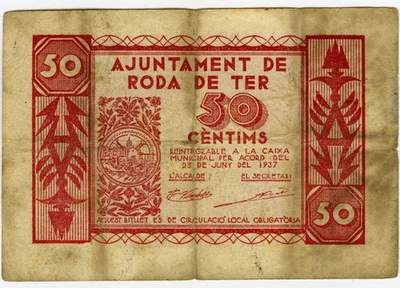 50
AJUNTAMENT DE
RODA DE TER
50
CÈNTIMS
REINTEGRABLE A LA CAIXA
MUNICIPAL PER ACORD DEL
23 DE JUNY DEL 1937
L'ALCALDE EL SECRETARI
AQUEST BITLLET ES DE CIRCULACIÓ LOCAL OBLIGATÒRIA
50